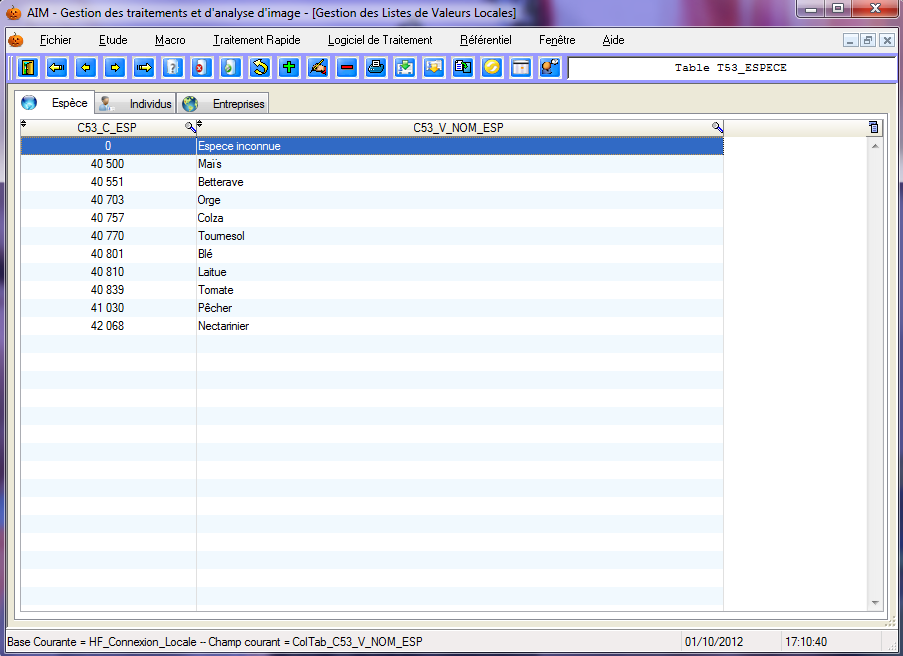 AIM - Gestion des traitements et d'analyse d'image - [Gestion des Listes de Valeurs Locales]
Fichier Etude Macro Traitement Rapide Logiciel de Traitement Référentiel Fenêtre Aide
Table T53_ESPECE
Espèce Individus Entreprises
C53_C_ESP C53_V_NOM_ESP
0 Espece inconnue
40 500 Maïs
40 551 Betterave
40 703 Orge
40 757 Colza
40 770 Tournesol
40 801 Blé
40 810 Laitue
40 839 Tomate
41 030 Pêcher
42 068 Nectarinier
Base Courante = HF_Connexion_Locale -- Champ courant = ColTab_C53_V_NOM_ESP 01/10/2012 17:10:40